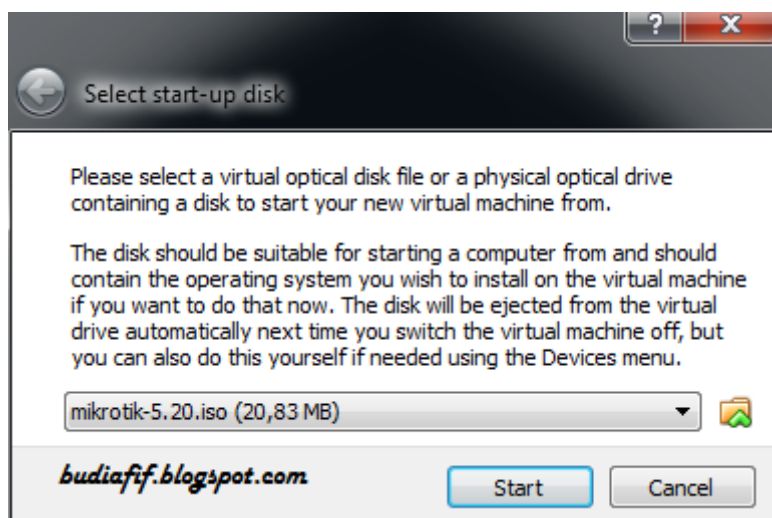 ?
X
Select start-up disk
Please select a virtual optical disk file or a physical optical drive
containing a disk to start your new virtual machine from.
The disk should be suitable for starting a computer from and should
contain the operating system you wish to install on the virtual machine
if you want to do that now. The disk will be ejected from the virtual
drive automatically next time you switch the virtual machine off, but
you can also do this yourself if needed using the Devices menu.
mikrotik-5.20.iso (20,83 MB)
budiafif.blogspot.com
Start
Cancel